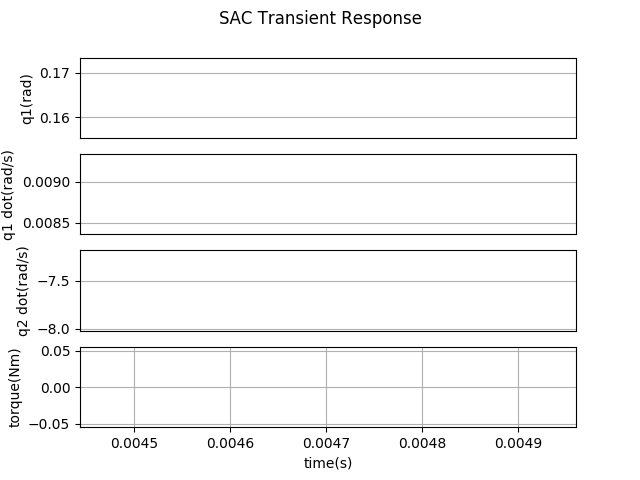 SAC Transient Response
q1(rad)
0.17
0.16
q1 dot(rad/s)
0.0090
0.0085
q2 dot(rad/s)
−7.5
−8.0
torque(Nm)
0.05
0.00
−0.05
0.0045 0.0046 0.0047 0.0048 0.0049
time(s)